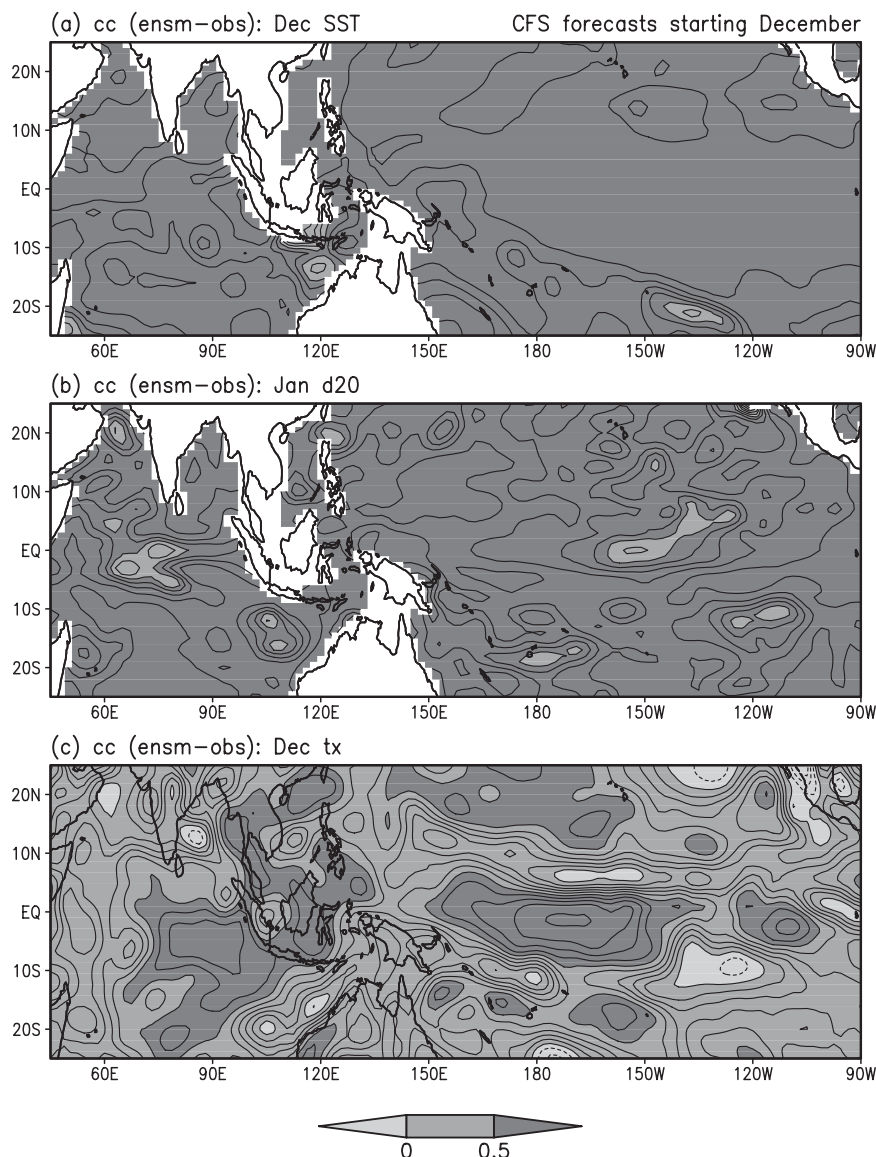 (a) cc (ensm-obs): Dec SST CFS forecasts starting December
20N
10N
EQ
10S
20S
60E 90E 120E 150E 180 150W 120W 90W
(b) cc (ensm-obs): Jan d20
20N
10N
EQ
10S
20S
60E 90E 120E 150E 180 150W 120W 90W
(c) cc (ensm-obs): Dec tx
20N
10N
EQ
10S
20S
60E 90E 120E 150E 180 150W 120W 90W
0 0.5